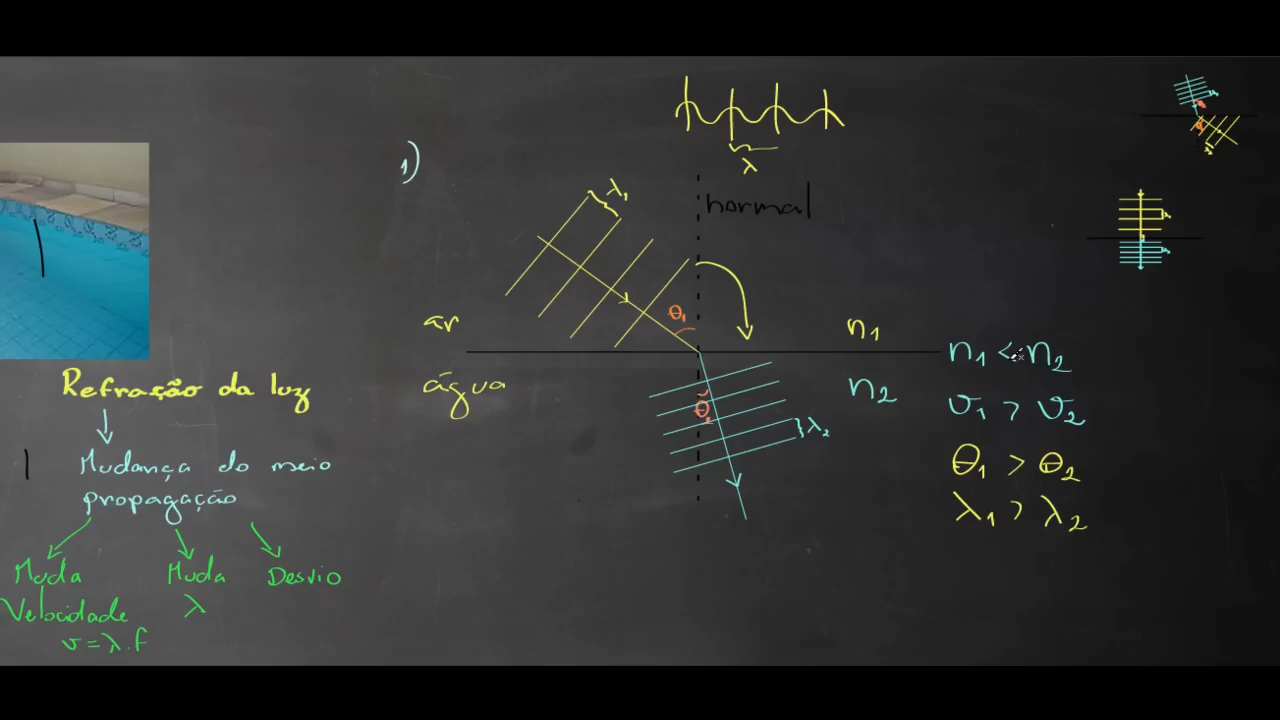 Refração da luz
Mudança do meio
propagação
Muda
Velocidade
v = λ.f
Muda
λ
Desvio
1)
λ
normal
λ₁
θ₁
ar
água
n₁
n₂
θ₂
λ₂
n₁ < n₂
v₁ > v₂
θ₁ > θ₂
λ₁ > λ₂